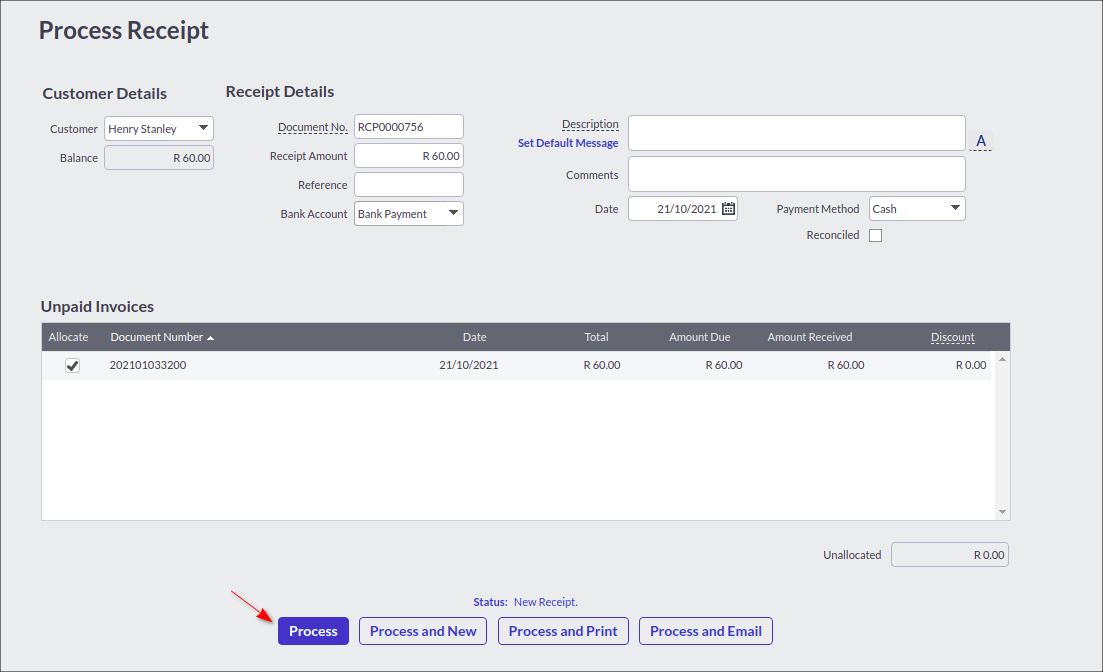 Process Receipt
Customer Details
Customer Henry Stanley
Balance R 60.00
Receipt Details
Document No. RCP0000756
Receipt Amount R 60.00
Reference
Bank Account Bank Payment
Description
Set Default Message
A
Comments
Date 21/10/2021 Payment Method Cash
Reconciled
Unpaid Invoices
Allocate Document Number Date Total Amount Due Amount Received Discount
202101033200 21/10/2021 R 60.00 R 60.00 R 60.00 R 0.00
Unallocated R 0.00
Status: New Receipt.
Process Process and New Process and Print Process and Email